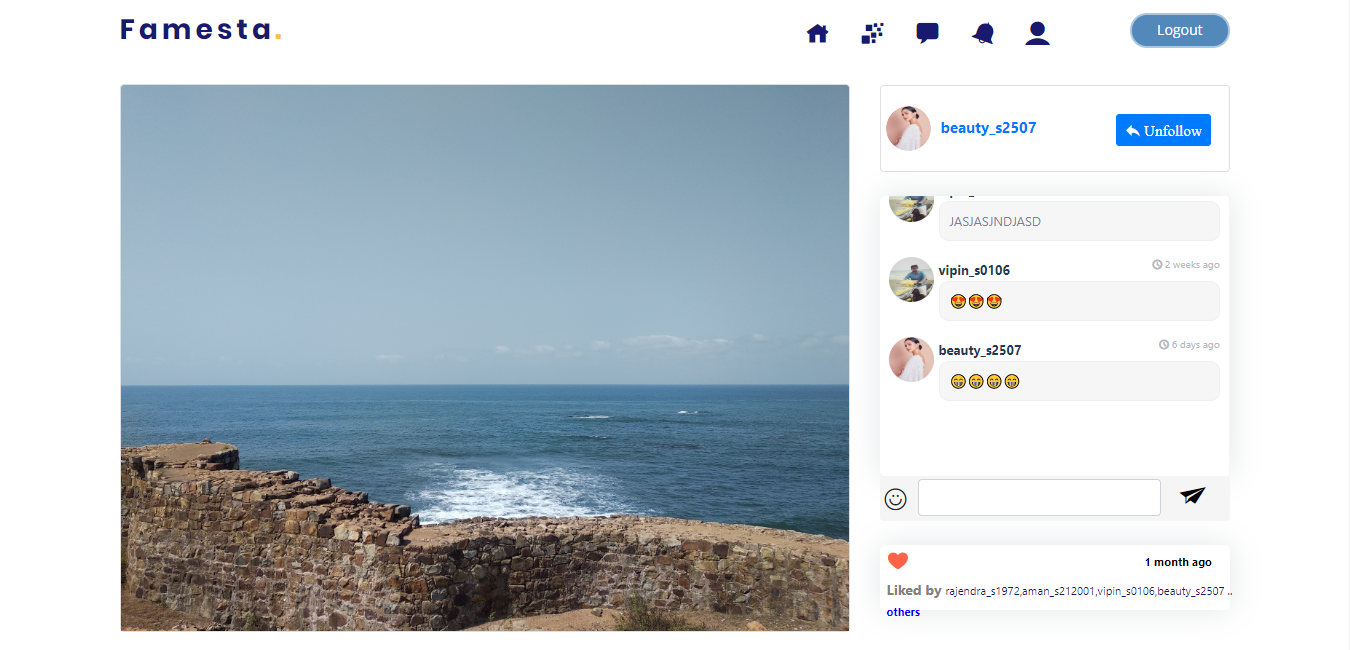 Famesta.
Logout
beauty_s2507
Unfollow
JASJASJNDJASD
vipin_s0106
2 weeks ago
🤩🤩🤩
beauty_s2507
6 days ago
😁😁😁😁
1 month ago
Liked by rajendra_s1972,aman_s212001,vipin_s0106,beauty_s2507 ..
others